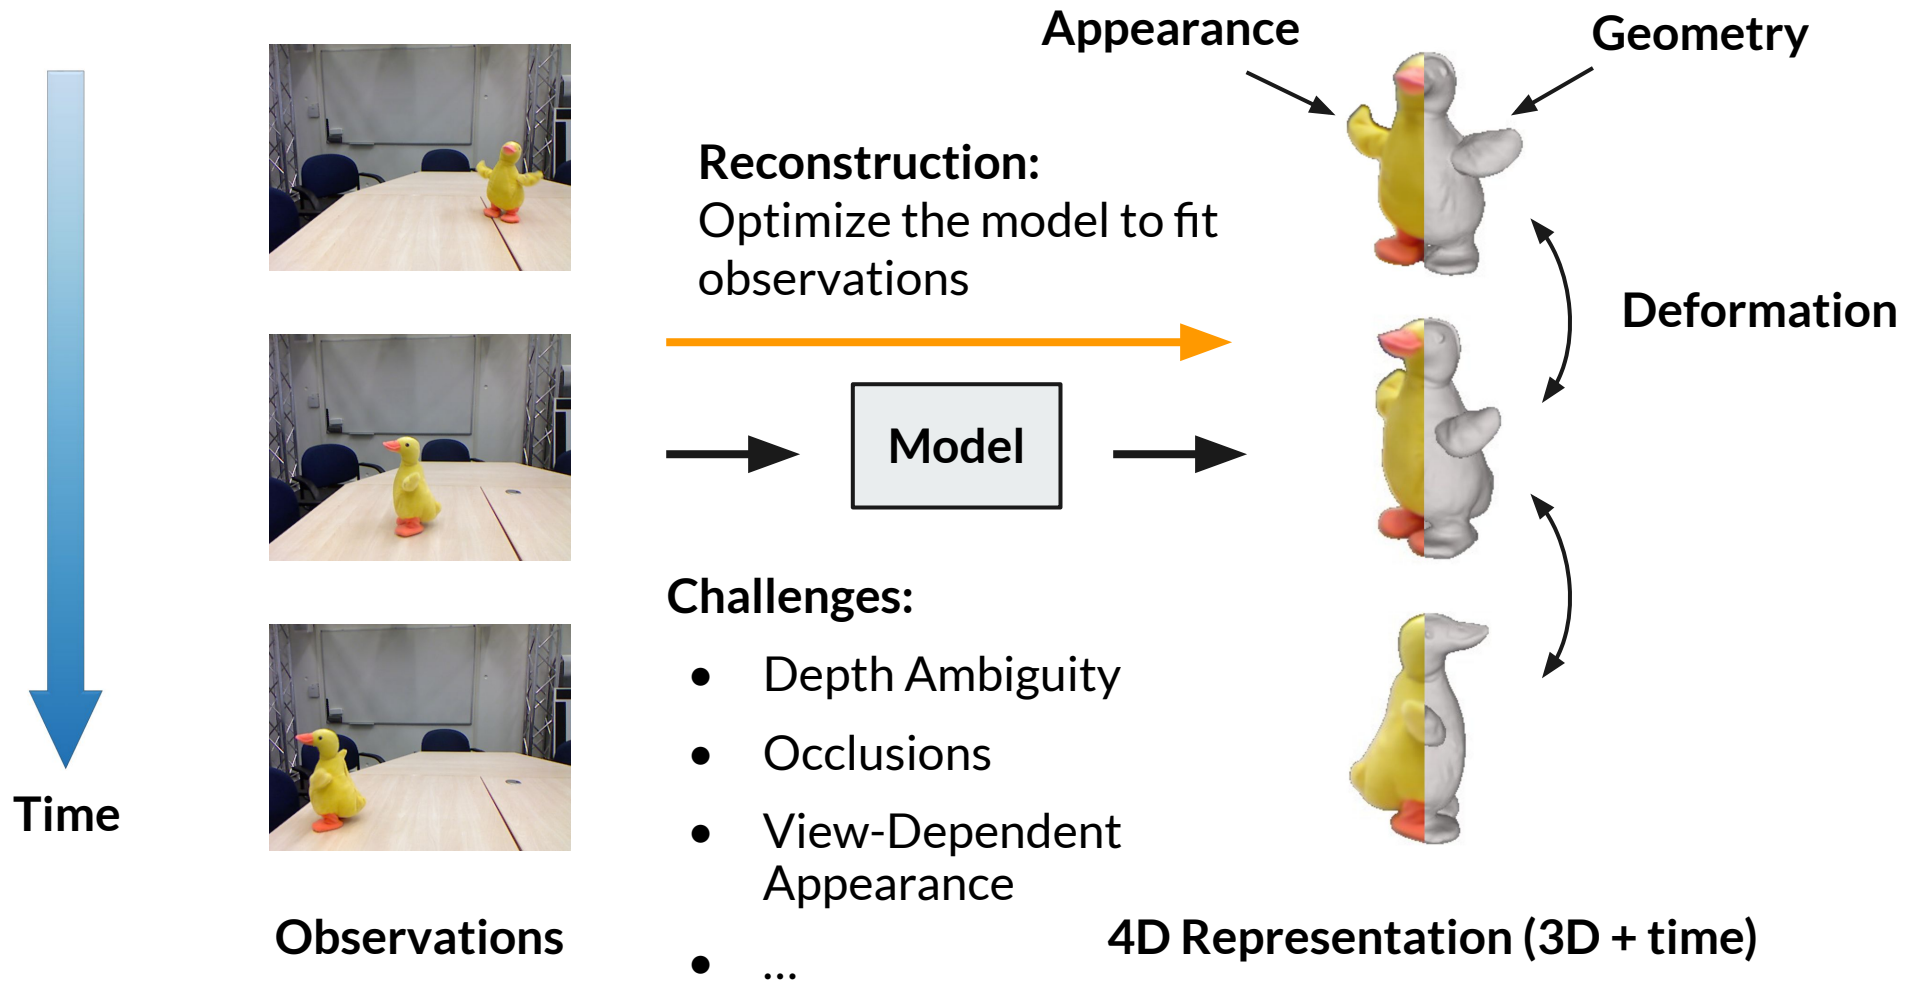 Appearance
Geometry
Reconstruction:
Optimize the model to fit
observations
Deformation
Model
Challenges:
• Depth Ambiguity
• Occlusions
• View-Dependent
Appearance
• ...
Time
Observations
4D Representation (3D + time)